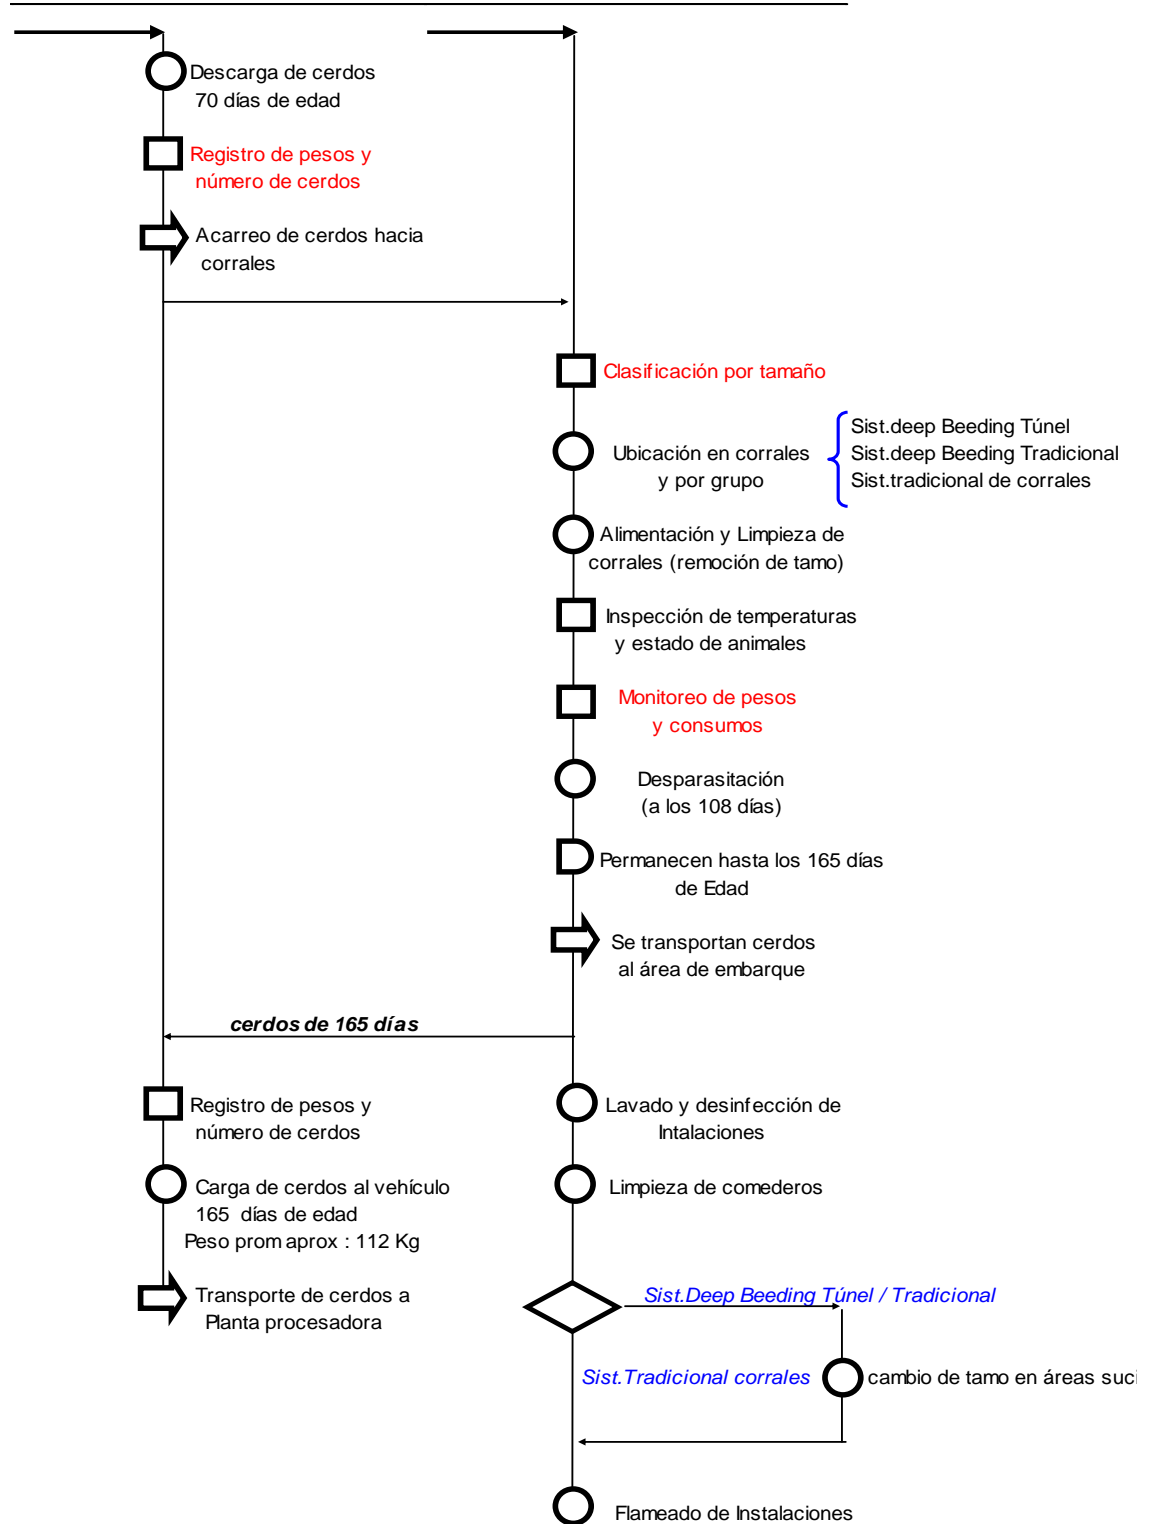 Descarga de cerdos
70 días de edad
Registro de pesos y
número de cerdos
Acarreo de cerdos hacia
corrales
Clasificación por tamaño
Ubicación en corrales
y por grupo
Sist.deep Beeding Túnel
Sist.deep Beeding Tradicional
Sist.tradicional de corrales
Alimentación y Limpieza de
corrales (remoción de tamo)
Inspección de temperaturas
y estado de animales
Monitoreo de pesos
y consumos
Desparasitación
(a los 108 días)
Permanecen hasta los 165 días
de Edad
Se transportan cerdos
al área de embarque
cerdos de 165 días
Registro de pesos y
número de cerdos
Lavado y desinfección de
Intalaciones
Carga de cerdos al vehículo
165 días de edad
Peso prom aprox : 112 Kg
Limpieza de comederos
Transporte de cerdos a
Planta procesadora
Sist.Deep Beeding Túnel / Tradicional
Sist.Tradicional corrales
cambio de tamo en áreas suci
Flameado de Instalaciones